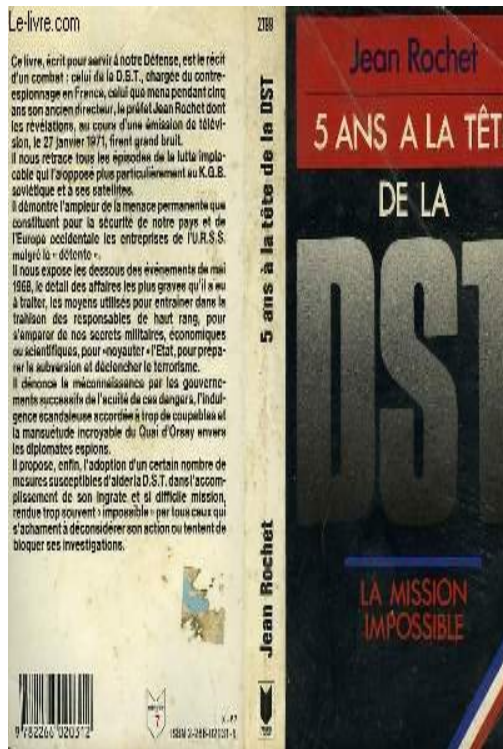 Le-livre.com
Ce livre, écrit pour servir à notre Défense, est le récit
d'un combat : celui de la D.S.T., chargée du contre-
espionnage en France, celui que mena pendant cinq
ans son ancien directeur, le préfet Jean Rochet dont
les révélations, au cours d'une émission de télévi-
sion, le 27 janvier 1971, firent grand bruit.
Il nous retrace tous les épisodes de la lutte impla-
cable qui l'a opposé plus particulièrement au K.G.B.
soviétique et à ses satellites.
Il démontre l'ampleur de la menace permanente que
constituent pour la sécurité de notre pays et de
l'Europe occidentale les entreprises de l'U.R.S.S.
malgré la « détente ».
Il nous expose les dessous des événements de mai
1968, le détail des affaires les plus graves qu'il a eu
à traiter, les moyens utilisés pour entraîner dans la
trahison des responsables de haut rang, pour
s'emparer de nos secrets militaires, économiques
ou scientifiques, pour «noyauter» l'Etat, pour prépa-
rer la subversion et déclencher le terrorisme.
Il dénonce la méconnaissance par les gouverne-
ments successifs de l'acuité de ces dangers, l'indul-
gence scandaleuse accordée à trop de coupables et
la mansuétude incroyable du Quai d'Orsay envers
les diplomates espions.
Il propose, enfin, l'adoption d'un certain nombre de
mesures susceptibles d'aider la D.S.T. dans l'accom-
plissement de son ingrate et si difficile mission,
rendue trop souvent « impossible » par tous ceux qui
s'acharnent à déconsidérer son action ou tentent de
bloquer ses investigations.
9 782266 020312
7
ISBN 2-266-02031-1
2799
5 ans à la tête de la DST
Jean Rochet
Jean Rochet
5 ANS A LA TÊT
DE LA
DST
LA MISSION
IMPOSSIBLE